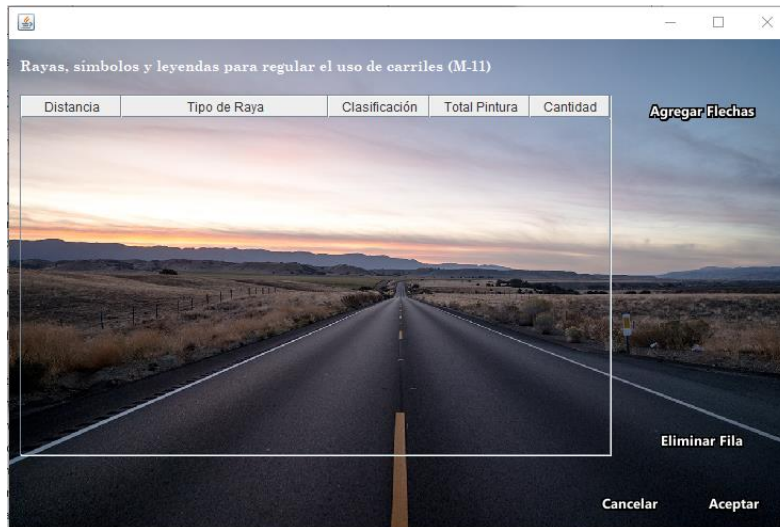 Rayas, simbolos y leyendas para regular el uso de carriles (M-11)
Distancia Tipo de Raya Clasificación Total Pintura Cantidad
Agregar Flechas
Eliminar Fila
Cancelar Aceptar